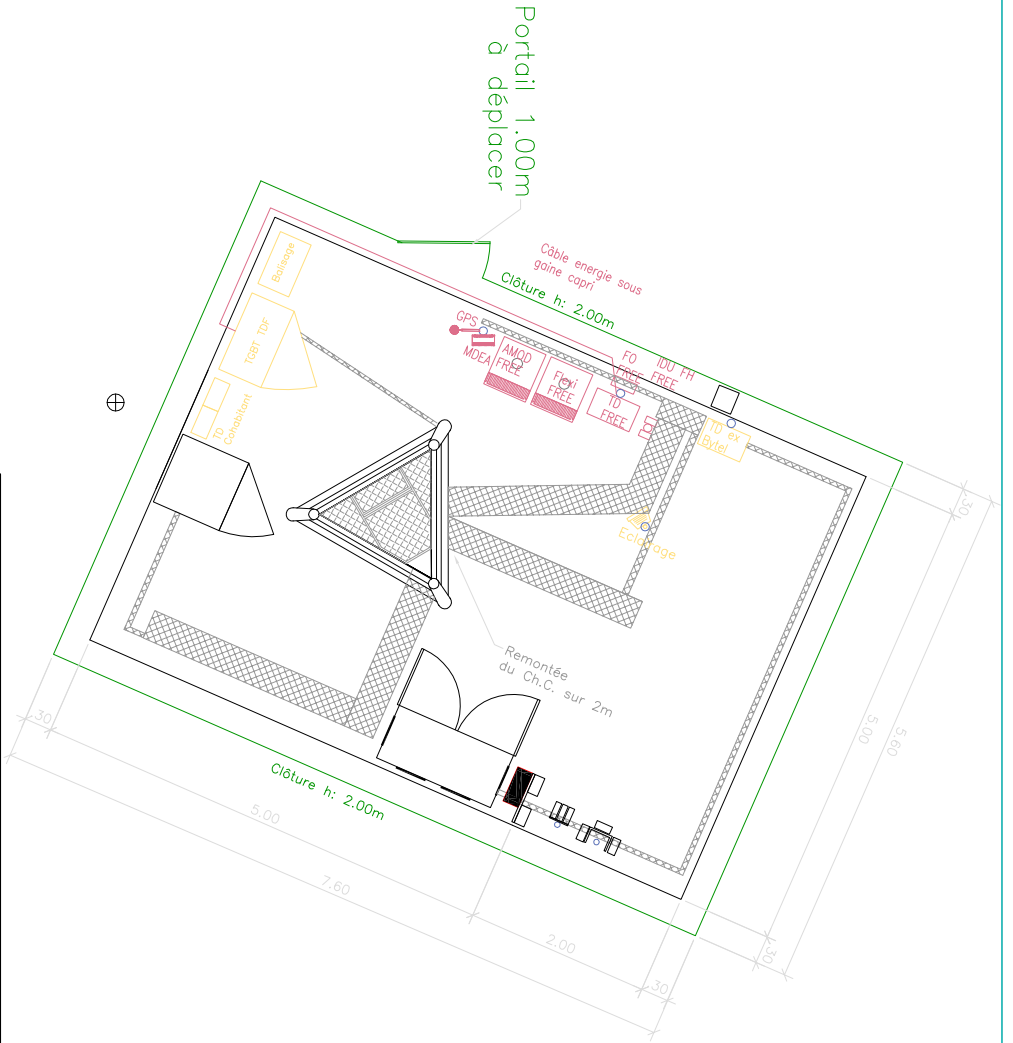 Portail 1.00m
à déplacer
Câble energie sous
gaine capri
Clôture h: 2.00m
Balisage
TGBT TDF
TD
Cohabitant
GPS
MDEA
AMOD
FREE
Flexi
FREE
FO
FREE
IDU FH
FREE
TD
FREE
TD ex
Bytel
Eclairage
Remontée
du Ch.C. sur 2m
Clôture h: 2.00m
30
5.00
7.60
2.00
30
30
5.00
5.60
30